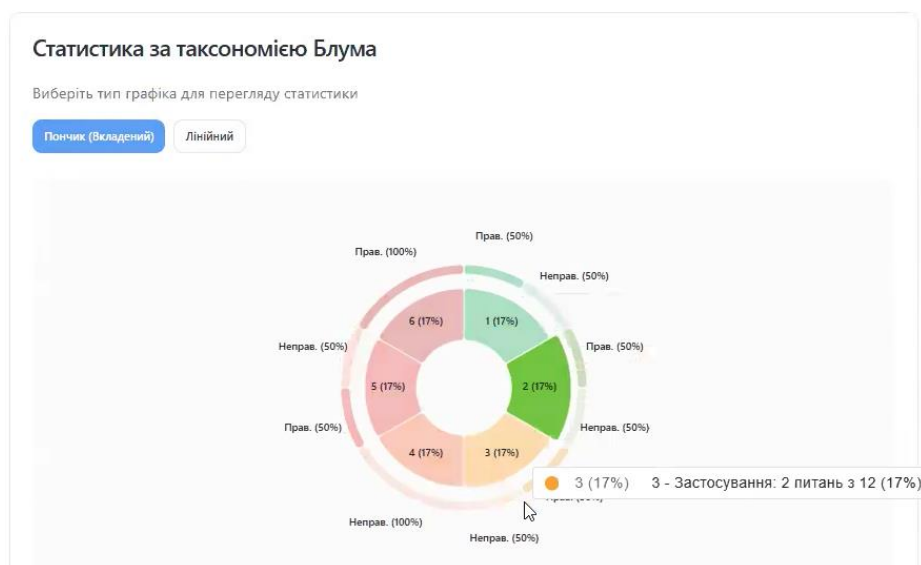 Статистика за таксономією Блума
Виберіть тип графіка для перегляду статистики
Пончик (Вкладений)
Лінійний
Прав. (50%)
Прав. (100%)
Неправ. (50%)
6 (17%)
1 (17%)
Неправ. (50%)
Прав. (50%)
5 (17%)
2 (17%)
Прав. (50%)
Неправ. (50%)
4 (17%)
3 (17%)
3 (17%) 3 - Застосування: 2 питань з 12 (17%)
Неправ. (100%)
Неправ. (50%)